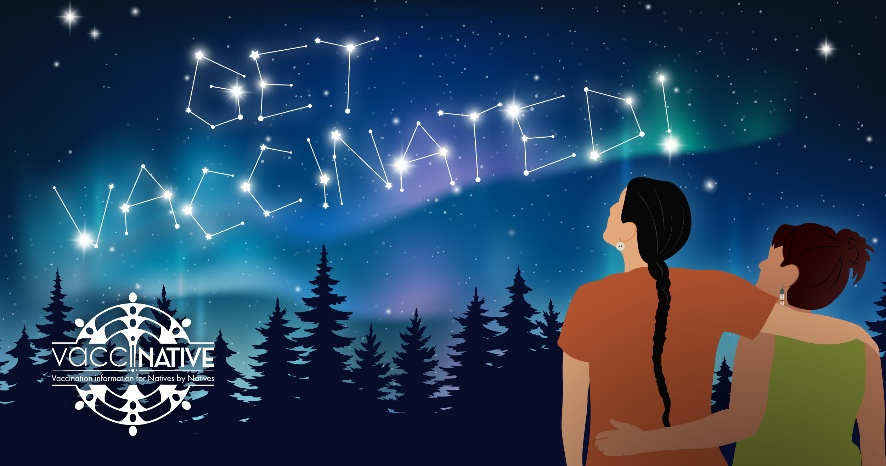 GET
VACCINATED!
vacciNATIVE
Vaccination information for Natives by Natives